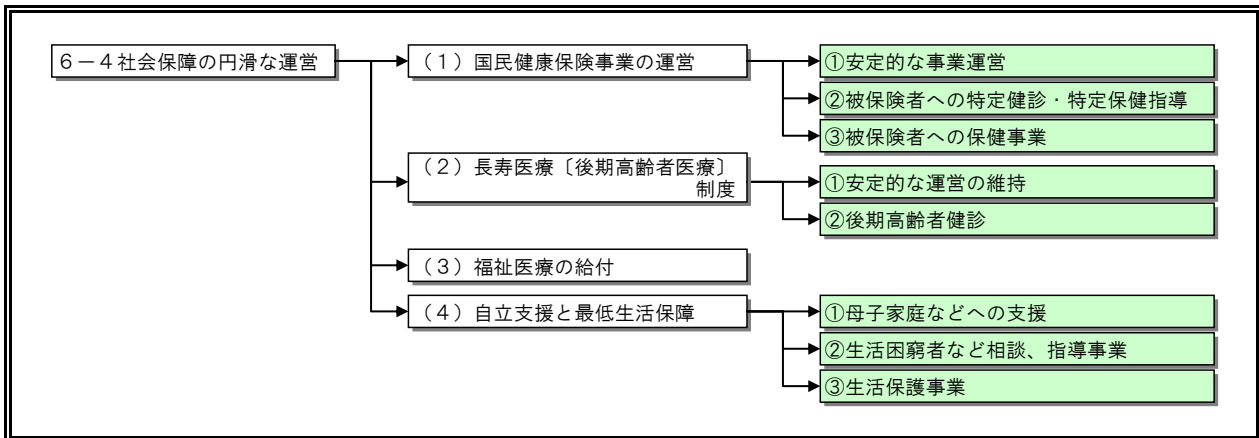 ６－４社会保障の円滑な運営
（１）国民健康保険事業の運営
①安定的な事業運営
②被保険者への特定健診・特定保健指導
③被保険者への保健事業
（２）長寿医療〔後期高齢者医療〕
制度
①安定的な運営の維持
②後期高齢者健診
（３）福祉医療の給付
（４）自立支援と最低生活保障
①母子家庭などへの支援
②生活困窮者など相談、指導事業
③生活保護事業